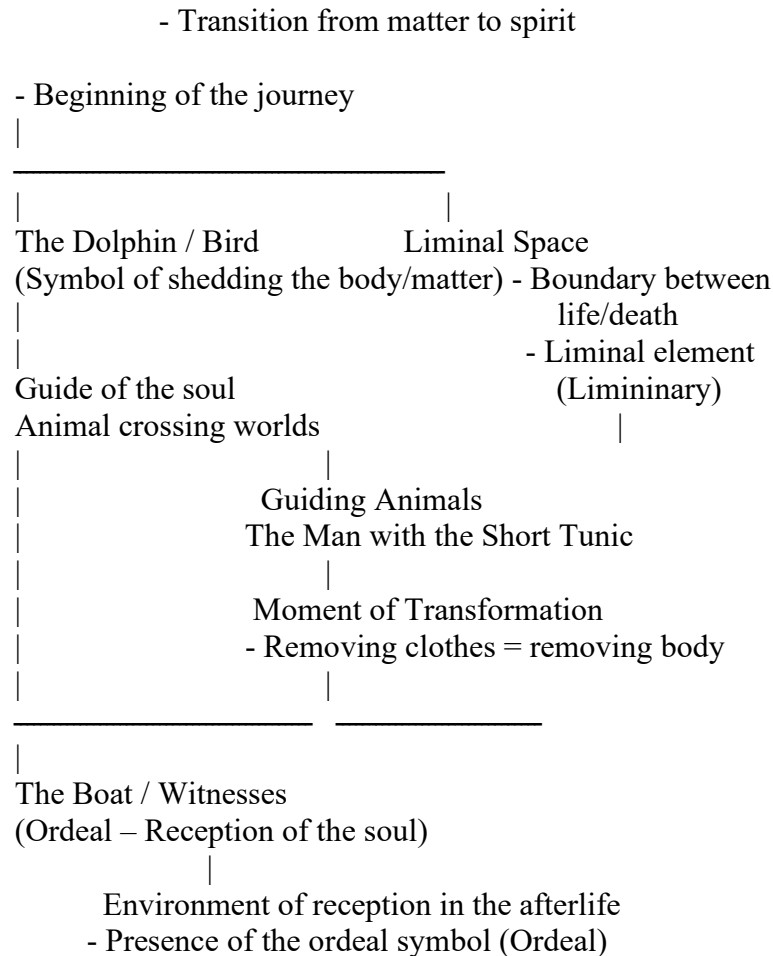 - Transition from matter to spirit
- Beginning of the journey
|
|                                                        |
The Dolphin / Bird                  Liminal Space
(Symbol of shedding the body/matter) - Boundary between
|                                                        life/death
|                                                        - Liminal element
Guide of the soul                                        (Limininary)
Animal crossing worlds                                        |
|                                        |
|                              Guiding Animals
|                              The Man with the Short Tunic
|                                        |
|                              Moment of Transformation
|                              - Removing clothes = removing body
|                                        |
|
The Boat / Witnesses
(Ordeal – Reception of the soul)
|
Environment of reception in the afterlife
- Presence of the ordeal symbol (Ordeal)